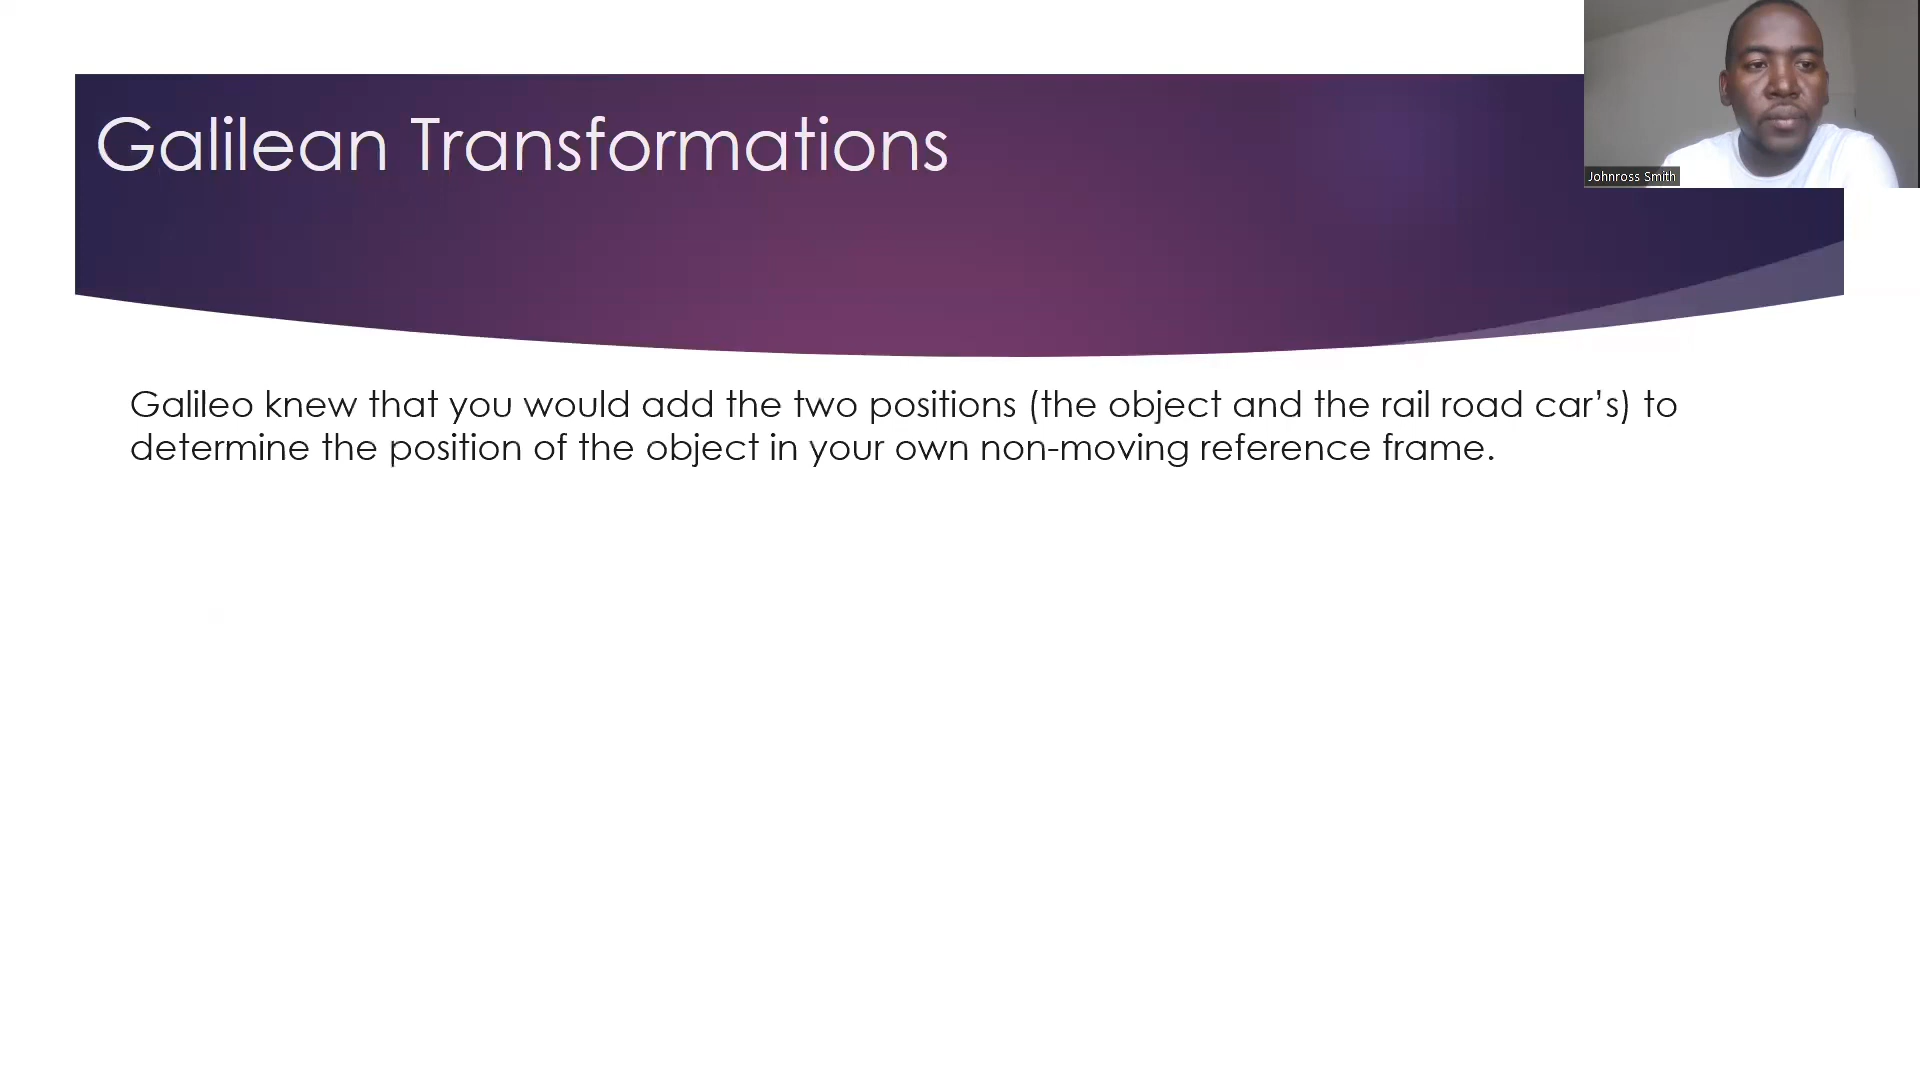 Galilean Transformations
Johnross Smith
Galileo knew that you would add the two positions (the object and the rail road car’s) to
determine the position of the object in your own non-moving reference frame.